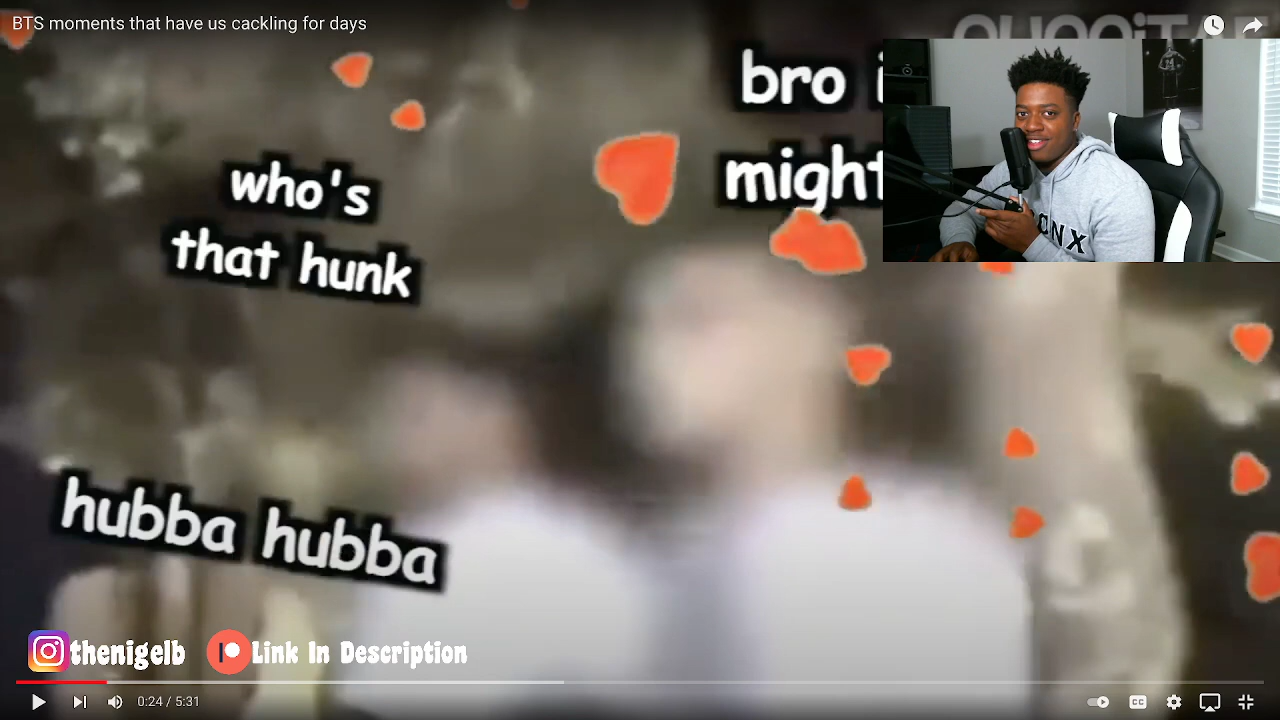 BTS moments that have us cackling for days
bro
might
who's
that hunk
hubba hubba
thenigelb
Link In Description
0:24 / 5:31
CC